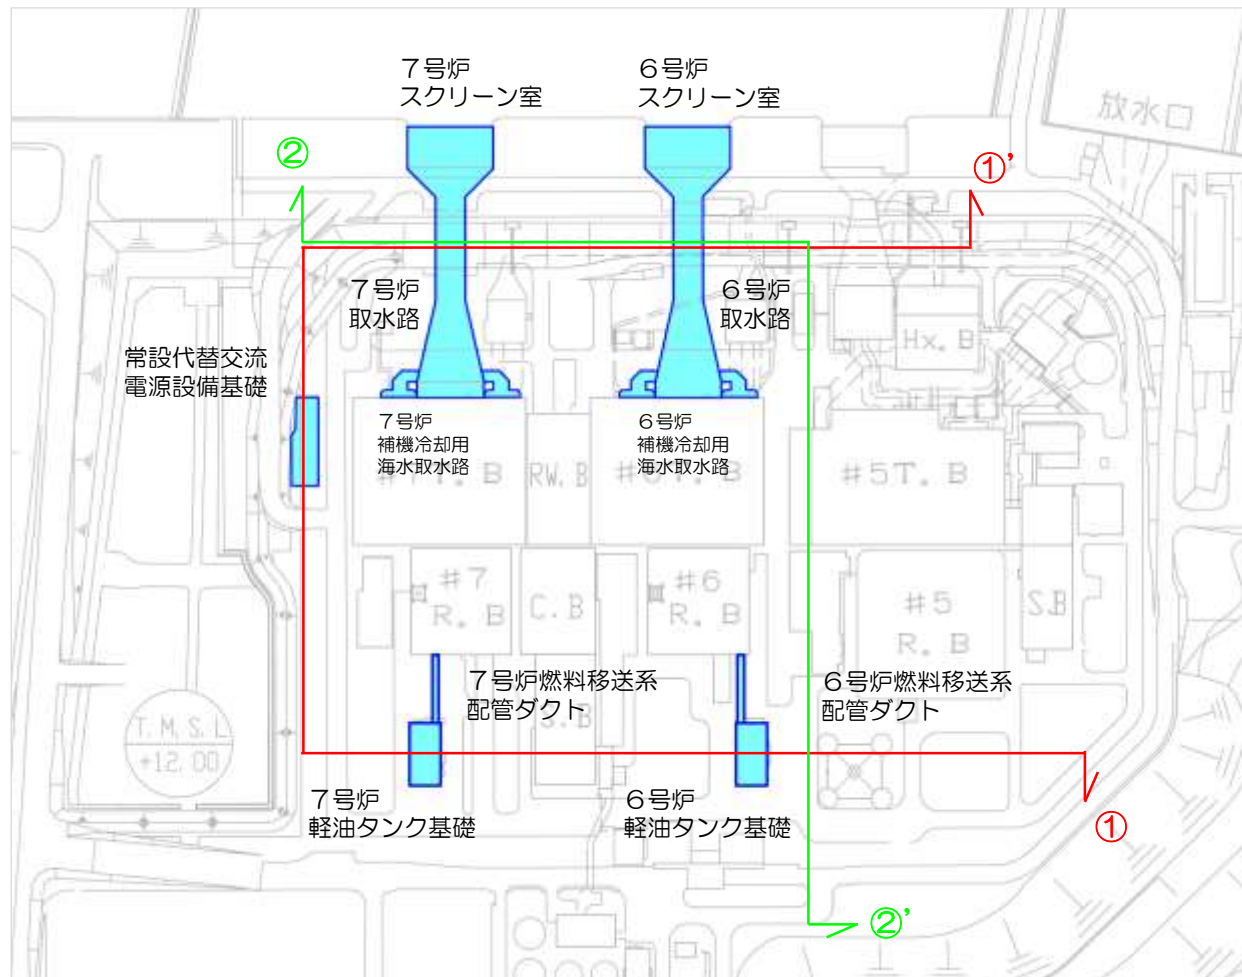 7号炉
スクリーン室
6号炉
スクリーン室
放水口
②
①’
7号炉
取水路
6号炉
取水路
Hx. B
常設代替交流
電源設備基礎
7号炉
補機冷却用
海水取水路
6号炉
補機冷却用
海水取水路
#7T. B
RW. B
#6T. B
#5T. B
#7
R. B
C. B
#6
R. B
#5
R. B
S.B
7号炉燃料移送系
配管ダクト
6号炉燃料移送系
配管ダクト
S.B
T. M. S. L
+12. 00
7号炉
軽油タンク基礎
6号炉
軽油タンク基礎
①
②’